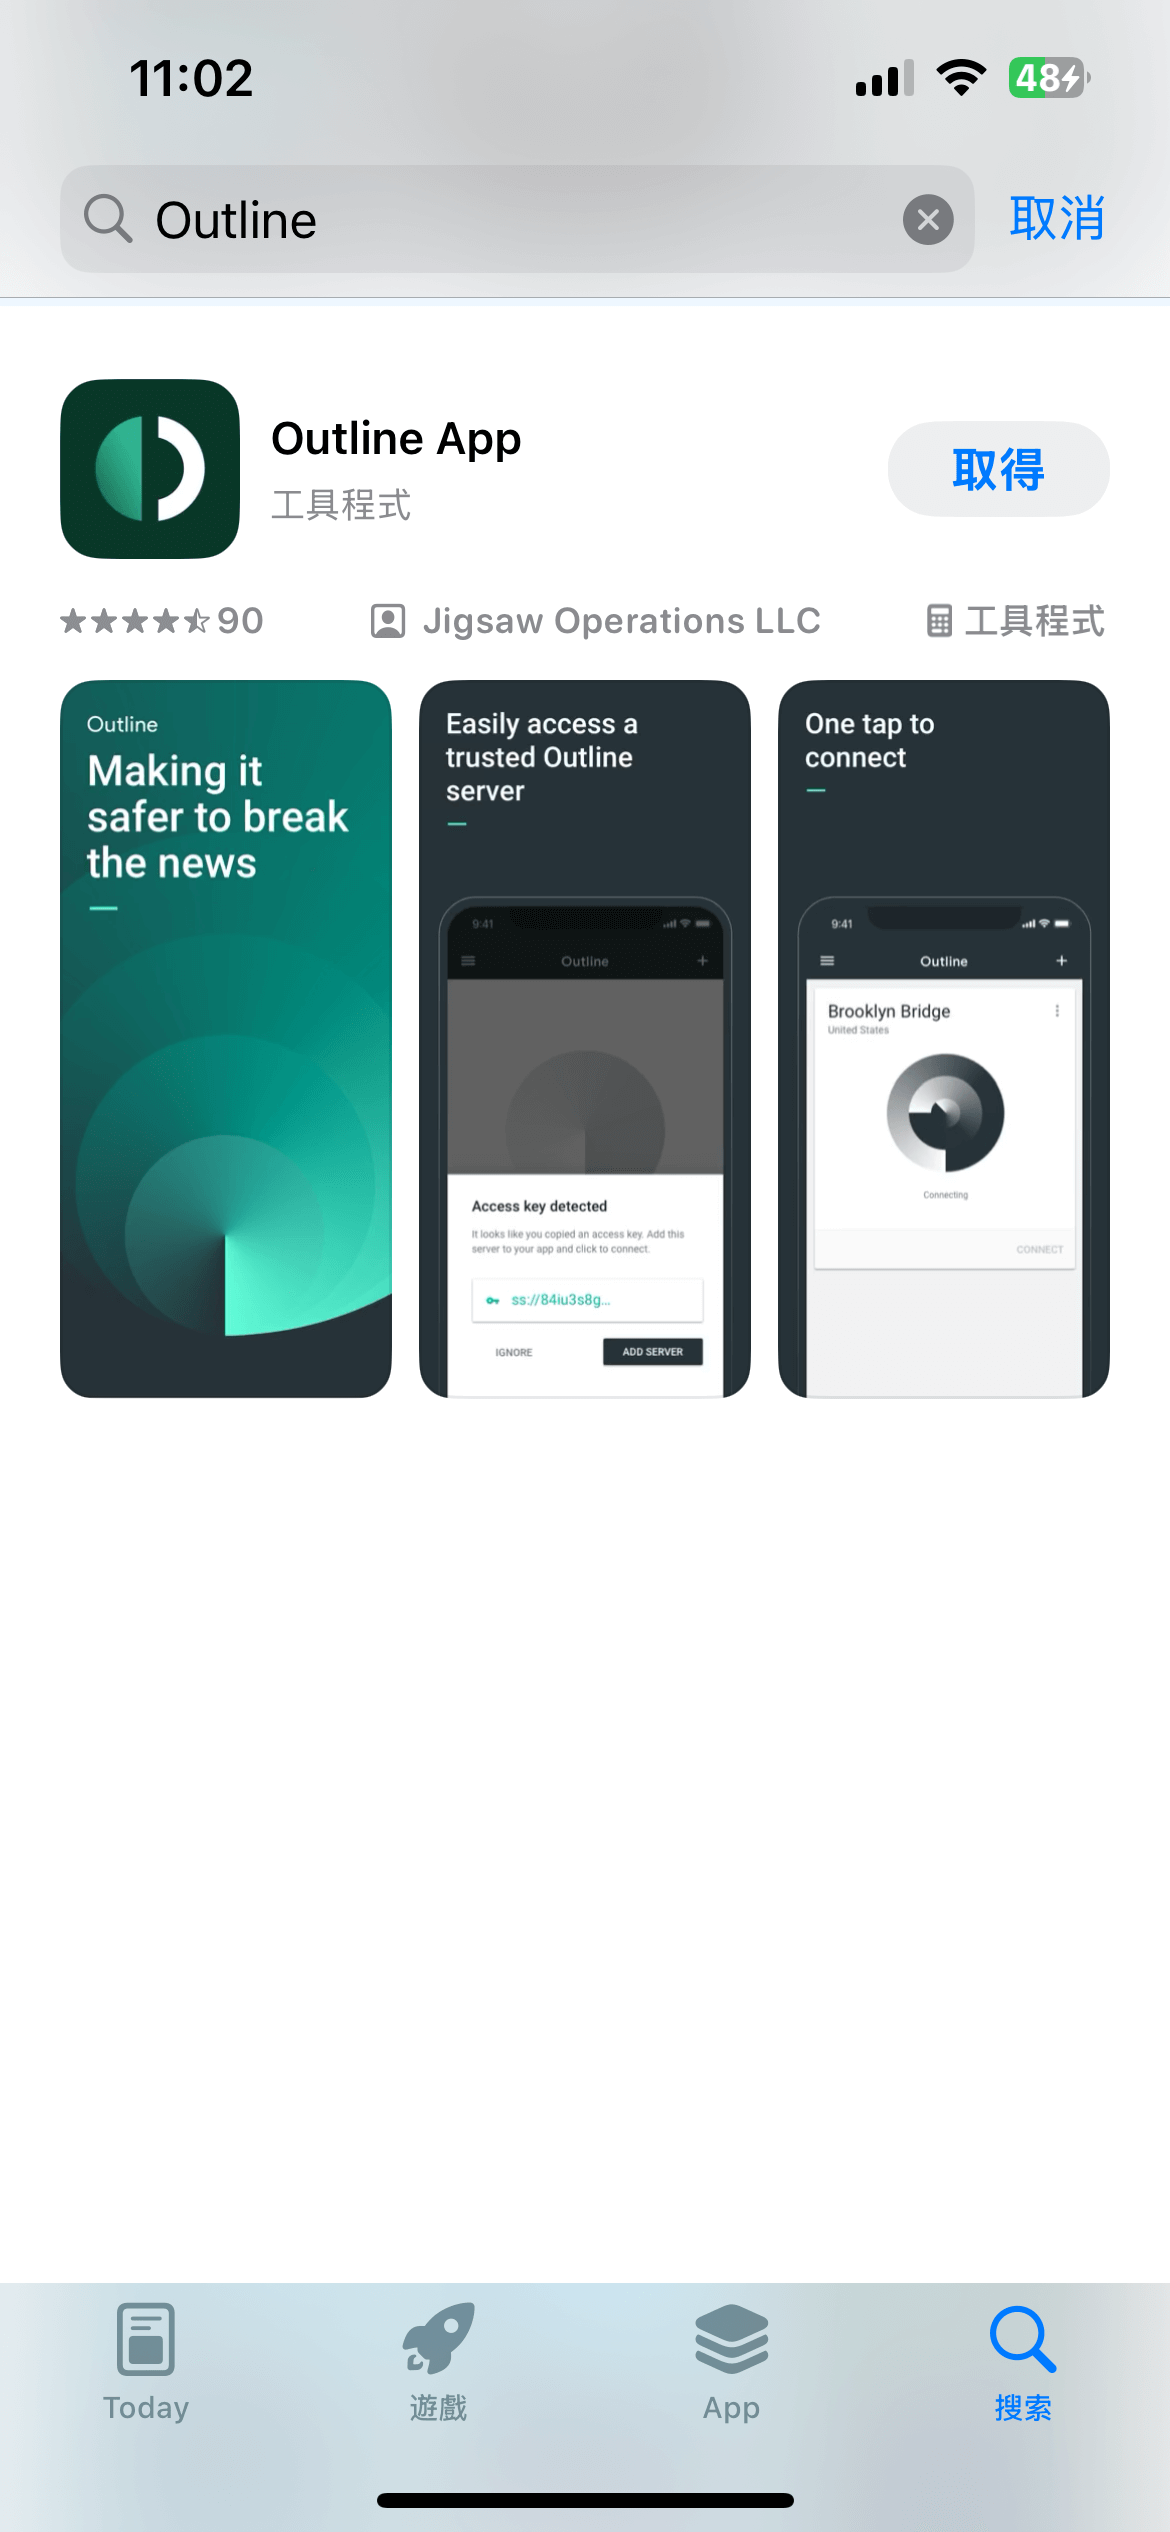 11:02
48
Outline
取消
Outline App
工具程式
取得
90
Jigsaw Operations LLC
工具程式
Outline
Making it
safer to break
the news
Easily access a
trusted Outline
server
9:41
Outline
Access key detected
It looks like you copied an access key. Add this
server to your app and click to connect.
ss://84iu3s8g...
IGNORE
ADD SERVER
One tap to
connect
9:41
Outline
Brooklyn Bridge
United States
Connecting
CONNECT
Today
遊戲
App
搜索